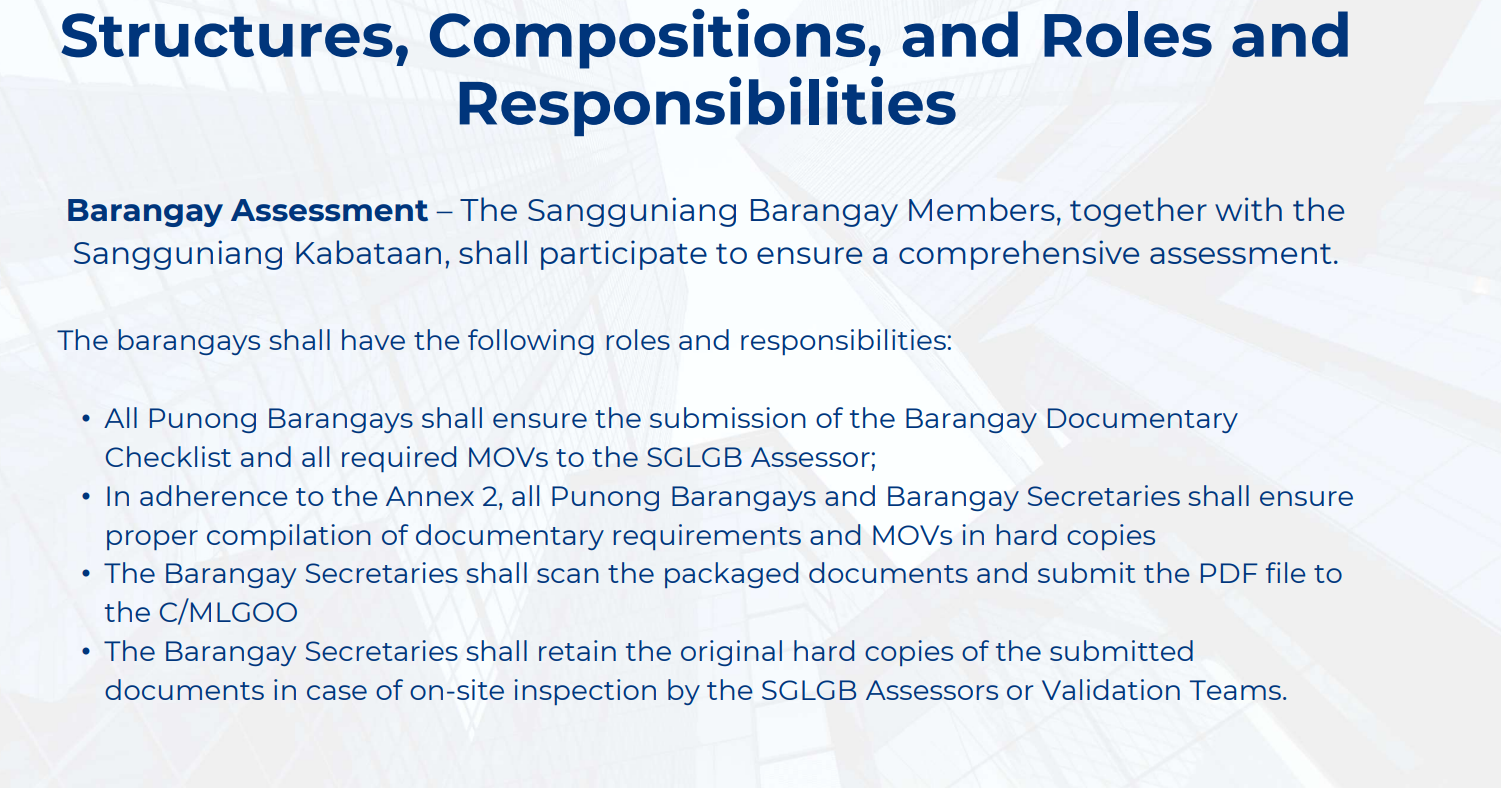 Structures, Compositions, and Roles and
Responsibilities
Barangay Assessment – The Sangguniang Barangay Members, together with the
Sangguniang Kabataan, shall participate to ensure a comprehensive assessment.
The barangays shall have the following roles and responsibilities:
• All Punong Barangays shall ensure the submission of the Barangay Documentary
Checklist and all required MOVs to the SGLGB Assessor;
• In adherence to the Annex 2, all Punong Barangays and Barangay Secretaries shall ensure
proper compilation of documentary requirements and MOVs in hard copies
• The Barangay Secretaries shall scan the packaged documents and submit the PDF file to
the C/MLGOO
• The Barangay Secretaries shall retain the original hard copies of the submitted
documents in case of on-site inspection by the SGLGB Assessors or Validation Teams.